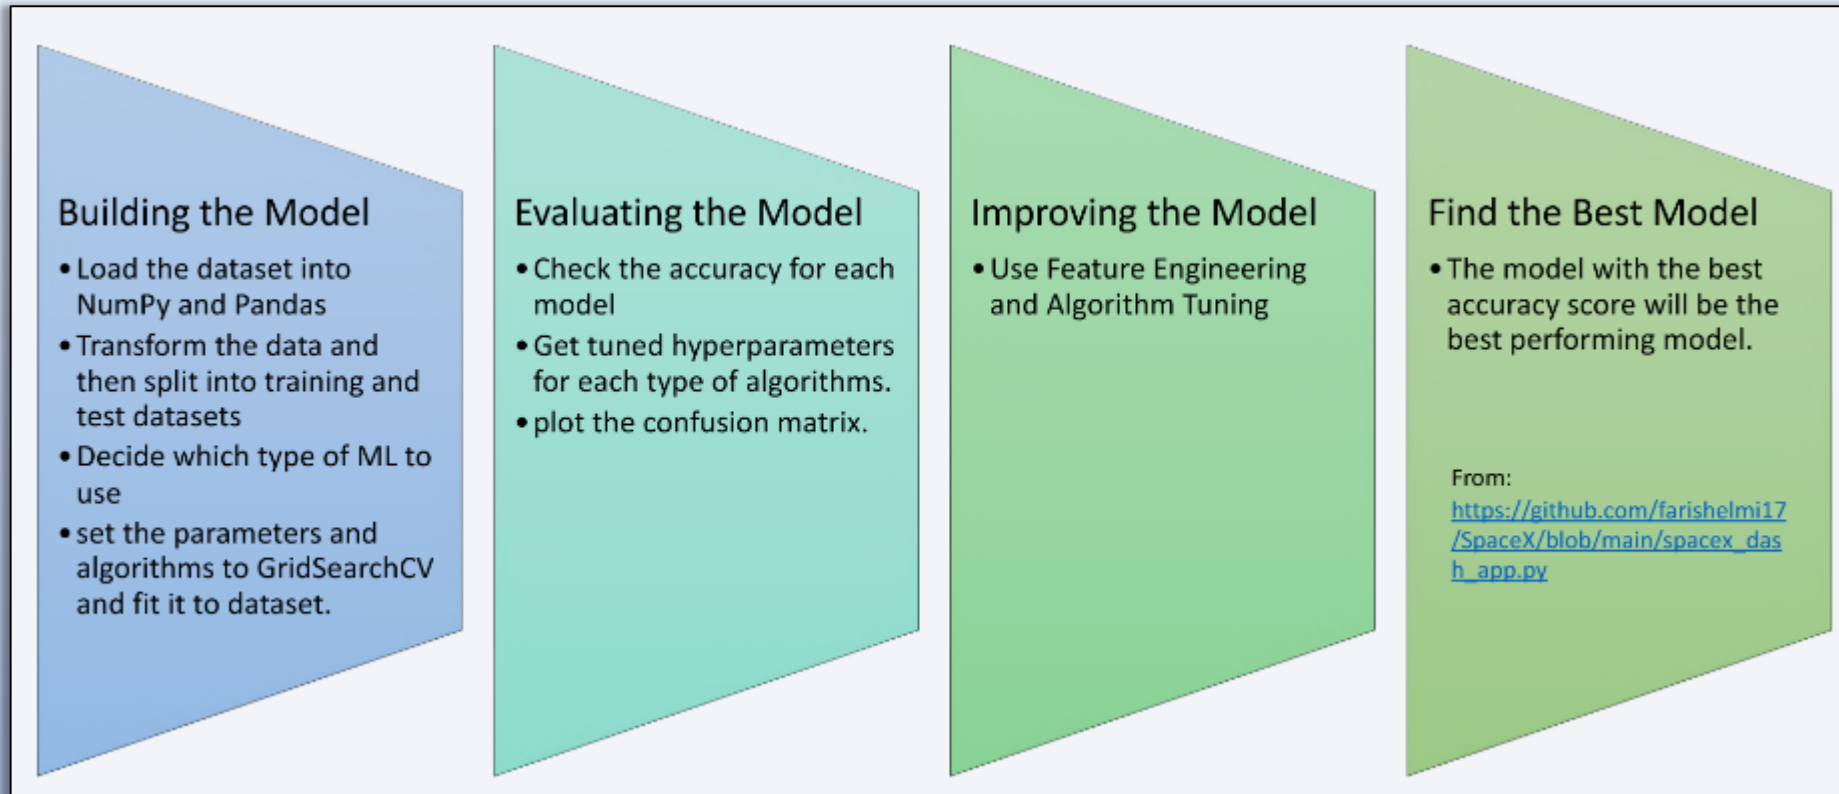 Building the Model
• Load the dataset into
NumPy and Pandas
• Transform the data and
then split into training and
test datasets
• Decide which type of ML to
use
• set the parameters and
algorithms to GridSearchCV
and fit it to dataset.
Evaluating the Model
• Check the accuracy for each
model
• Get tuned hyperparameters
for each type of algorithms.
• plot the confusion matrix.
Improving the Model
• Use Feature Engineering
and Algorithm Tuning
Find the Best Model
• The model with the best
accuracy score will be the
best performing model.
From:
https://github.com/farishelmi17
/SpaceX/blob/main/spacex_das
h_app.py